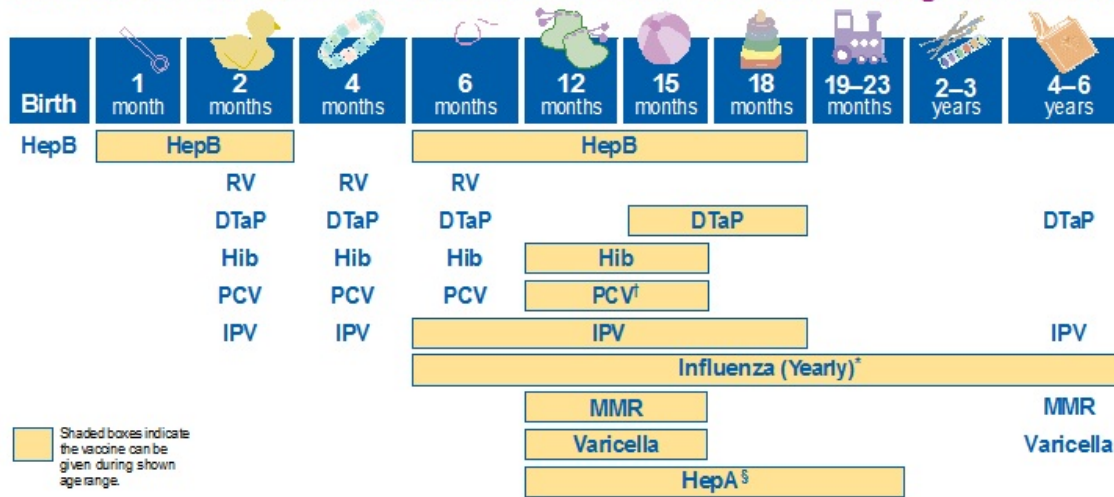 Birth
1
month
2
months
4
months
6
months
12
months
15
months
18
months
19–23
months
2–3
years
4–6
years
HepB HepB HepB
RV RV RV
DTaP DTaP DTaP DTaP DTaP
Hib Hib Hib Hib
PCV PCV PCV PCV†
IPV IPV IPV IPV
Influenza (Yearly)*
MMR MMR
Varicella Varicella
HepA§
Shaded boxes indicate
the vaccine can be
given during shown
age range.